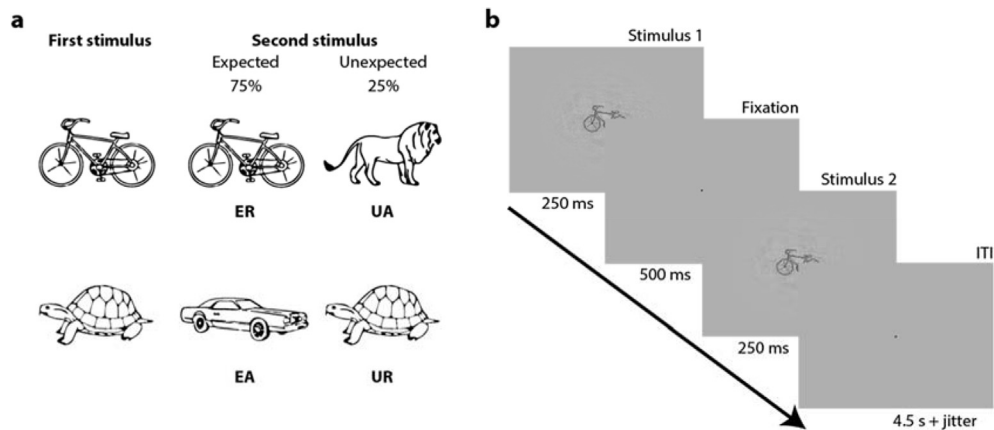 a
First stimulus
Second stimulus
Expected
75%
Unexpected
25%
ER
UA
EA
UR
b
Stimulus 1
250 ms
Fixation
500 ms
Stimulus 2
250 ms
ITI
4.5 s + jitter